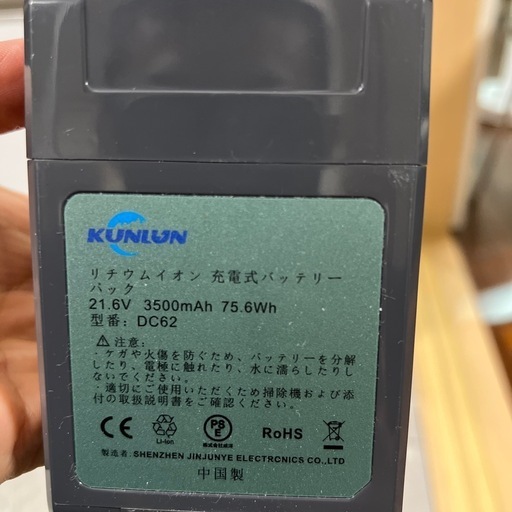 KUNLUN
リチウムイオン 充電式バッテリー
パック
21.6V 3500mAh 75.6Wh
型番: DC62
⚠ 注意:
・ケガや火傷を防ぐため、バッテリーを分解
したり、電極に触れたり、水に濡らしたりし
ないでください。
・適切にご使用いただくため掃除機および添
付の取扱説明書をご確認ください。
CE Li-ion PSE 株式会社威活 RoHS
製造者: SHENZHEN JINJUNYE ELECTRONICS CO.,LTD
中国製